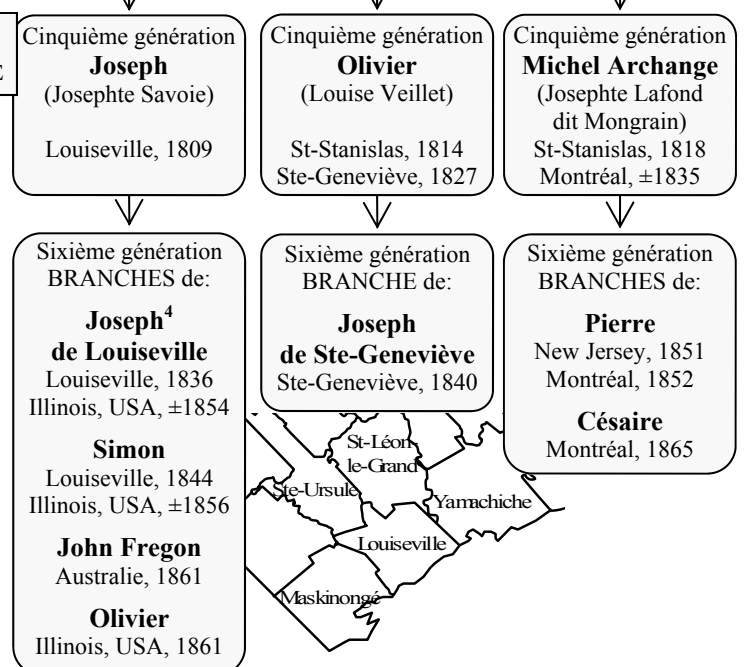 E
Cinquième génération
Joseph
(Josephte Savoie)
Louiseville, 1809
Cinquième génération
Olivier
(Louise Veillet)
St-Stanislas, 1814
Ste-Geneviève, 1827
Cinquième génération
Michel Archange
(Josephte Lafond
dit Mongrain)
St-Stanislas, 1818
Montréal, ±1835
Sixième génération
BRANCHES de:
Joseph⁴
de Louiseville
Louiseville, 1836
Illinois, USA, ±1854
Simon
Louiseville, 1844
Illinois, USA, ±1856
John Fregon
Australie, 1861
Olivier
Illinois, USA, 1861
Sixième génération
BRANCHE de:
Joseph
de Ste-Geneviève
Ste-Geneviève, 1840
Sixième génération
BRANCHES de:
Pierre
New Jersey, 1851
Montréal, 1852
Césaire
Montréal, 1865
St-Léon-
le-Grand
Ste-Ursule
Yamachiche
Louiseville
Maskinongé